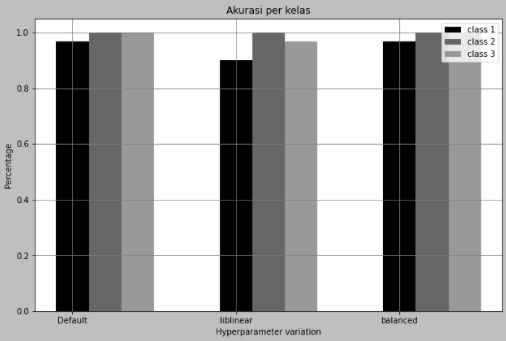 Akurasi per kelas
class 1
class 2
class 3
Percentage
1.0
0.8
0.6
0.4
0.2
0.0
Default
liblinear
balanced
Hyperparameter variation